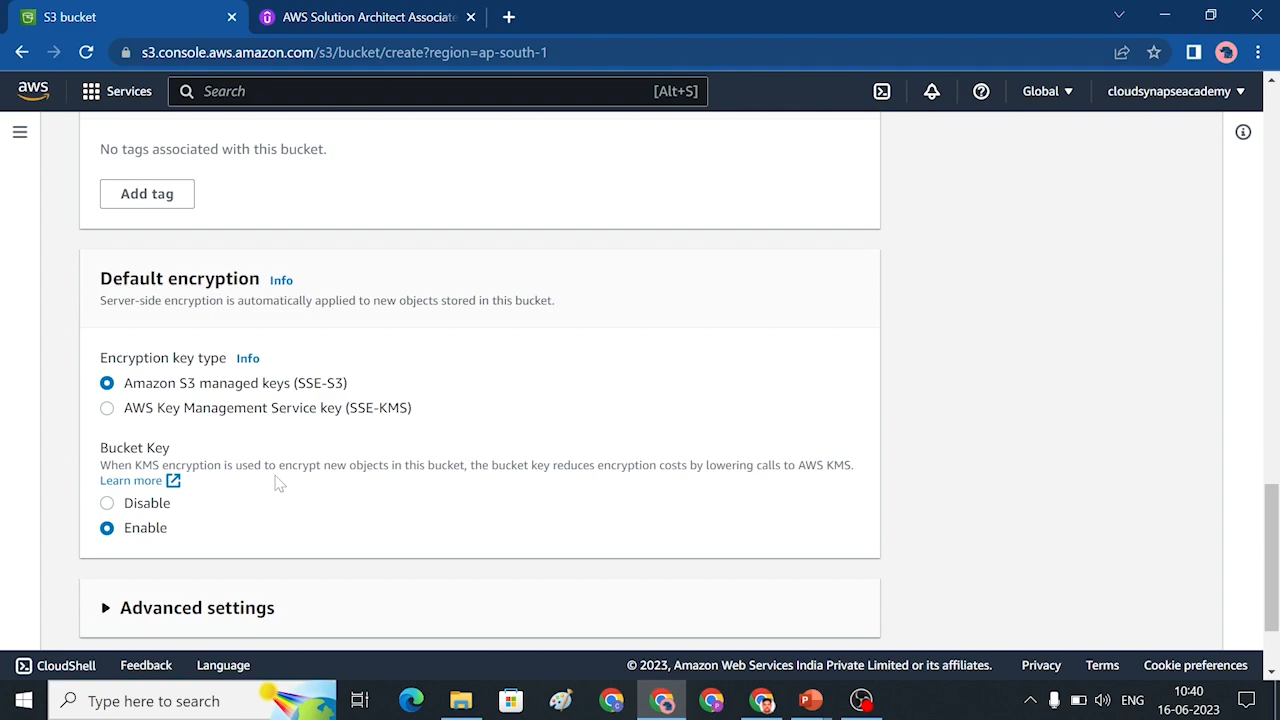 S3 bucket
AWS Solution Architect Associate
s3.console.aws.amazon.com/s3/bucket/create?region=ap-south-1
aws
Services
Search
[Alt+S]
Global
cloudsynapseacademy
No tags associated with this bucket.
Add tag
Default encryption Info
Server-side encryption is automatically applied to new objects stored in this bucket.
Encryption key type Info
Amazon S3 managed keys (SSE-S3)
AWS Key Management Service key (SSE-KMS)
Bucket Key
When KMS encryption is used to encrypt new objects in this bucket, the bucket key reduces encryption costs by lowering calls to AWS KMS.
Learn more
Disable
Enable
Advanced settings
CloudShell
Feedback
Language
© 2023, Amazon Web Services India Private Limited or its affiliates.
Privacy
Terms
Cookie preferences
Type here to search
ENG
10:40
16-06-2023